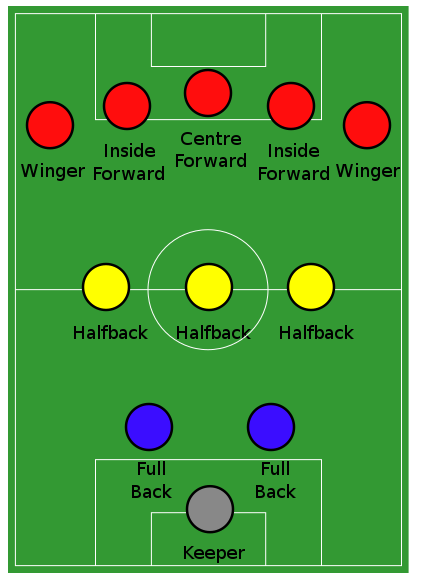 Centre
Forward
Inside
Forward
Inside
Forward
Winger
Winger
Halfback
Halfback
Halfback
Full
Back
Full
Back
Keeper